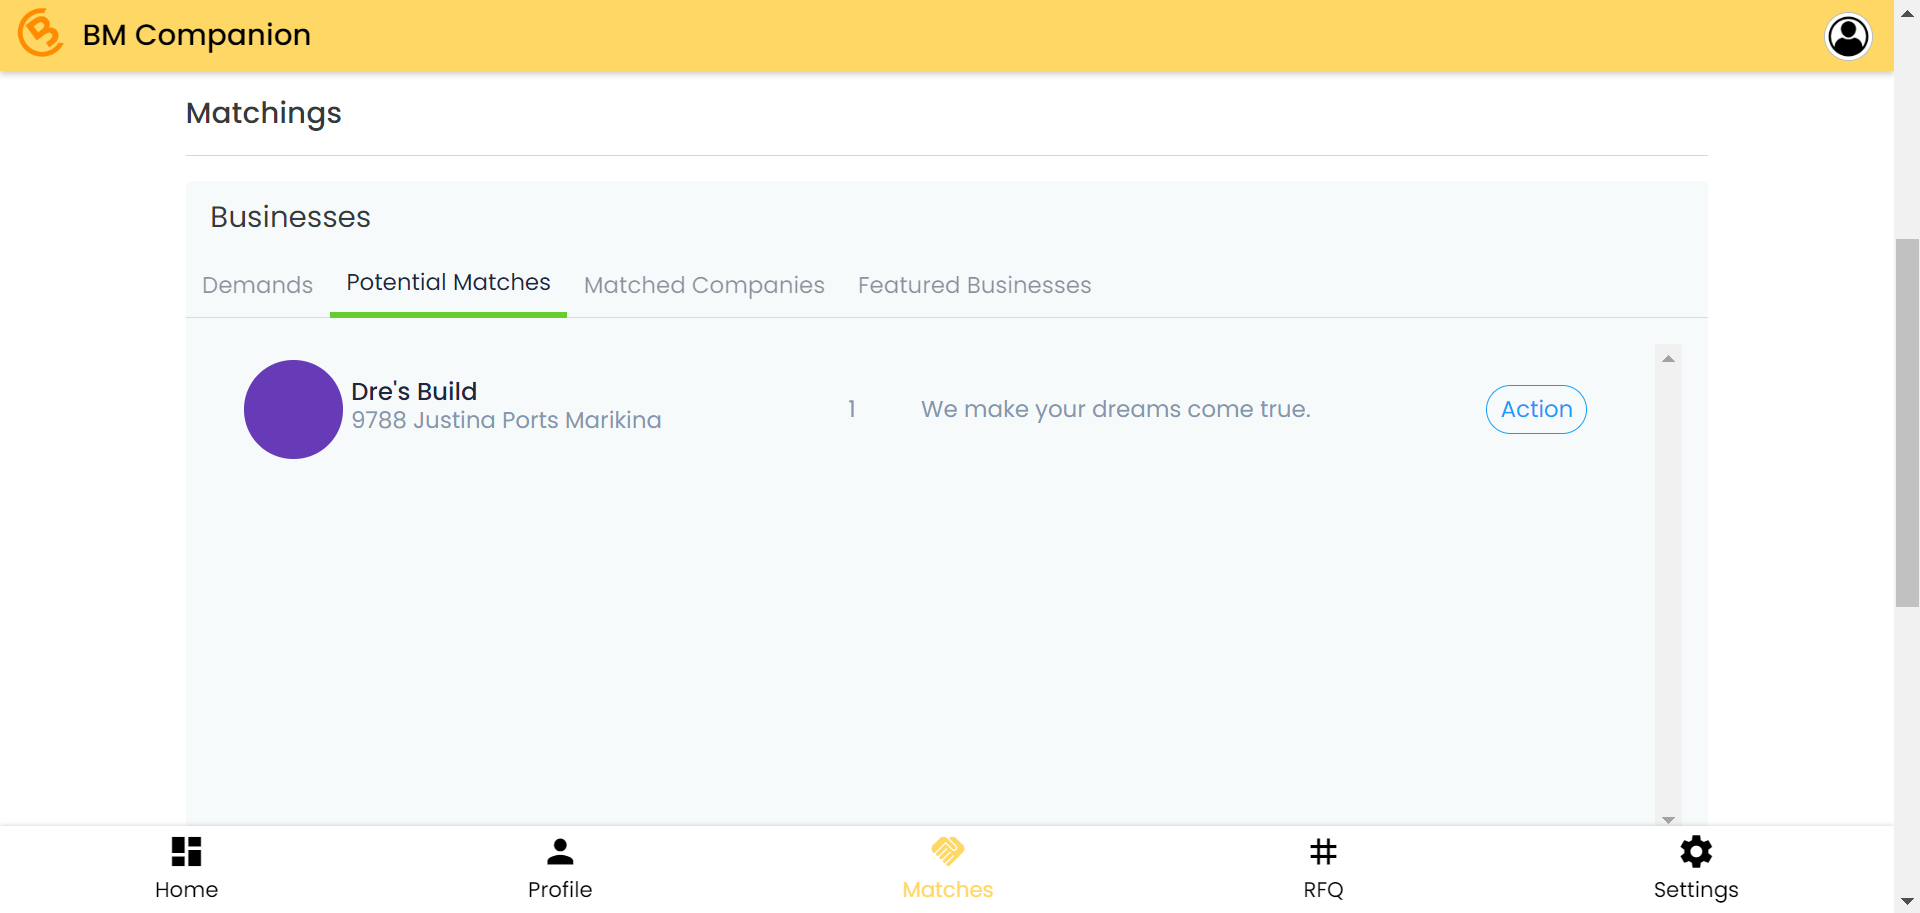 BM Companion
Matchings
Businesses
Demands Potential Matches Matched Companies Featured Businesses
Dre's Build
9788 Justina Ports Marikina
1 We make your dreams come true. Action
Home Profile Matches RFQ Settings